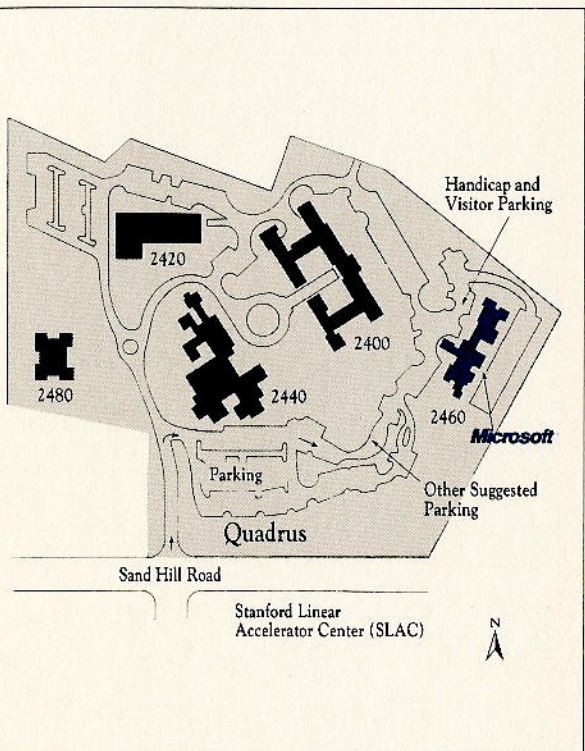 Handicap and
Visitor Parking
2420
2400
2480
2440
2460
Microsoft
Parking
Other Suggested
Parking
Quadrus
Sand Hill Road
Stanford Linear
Accelerator Center (SLAC)
N